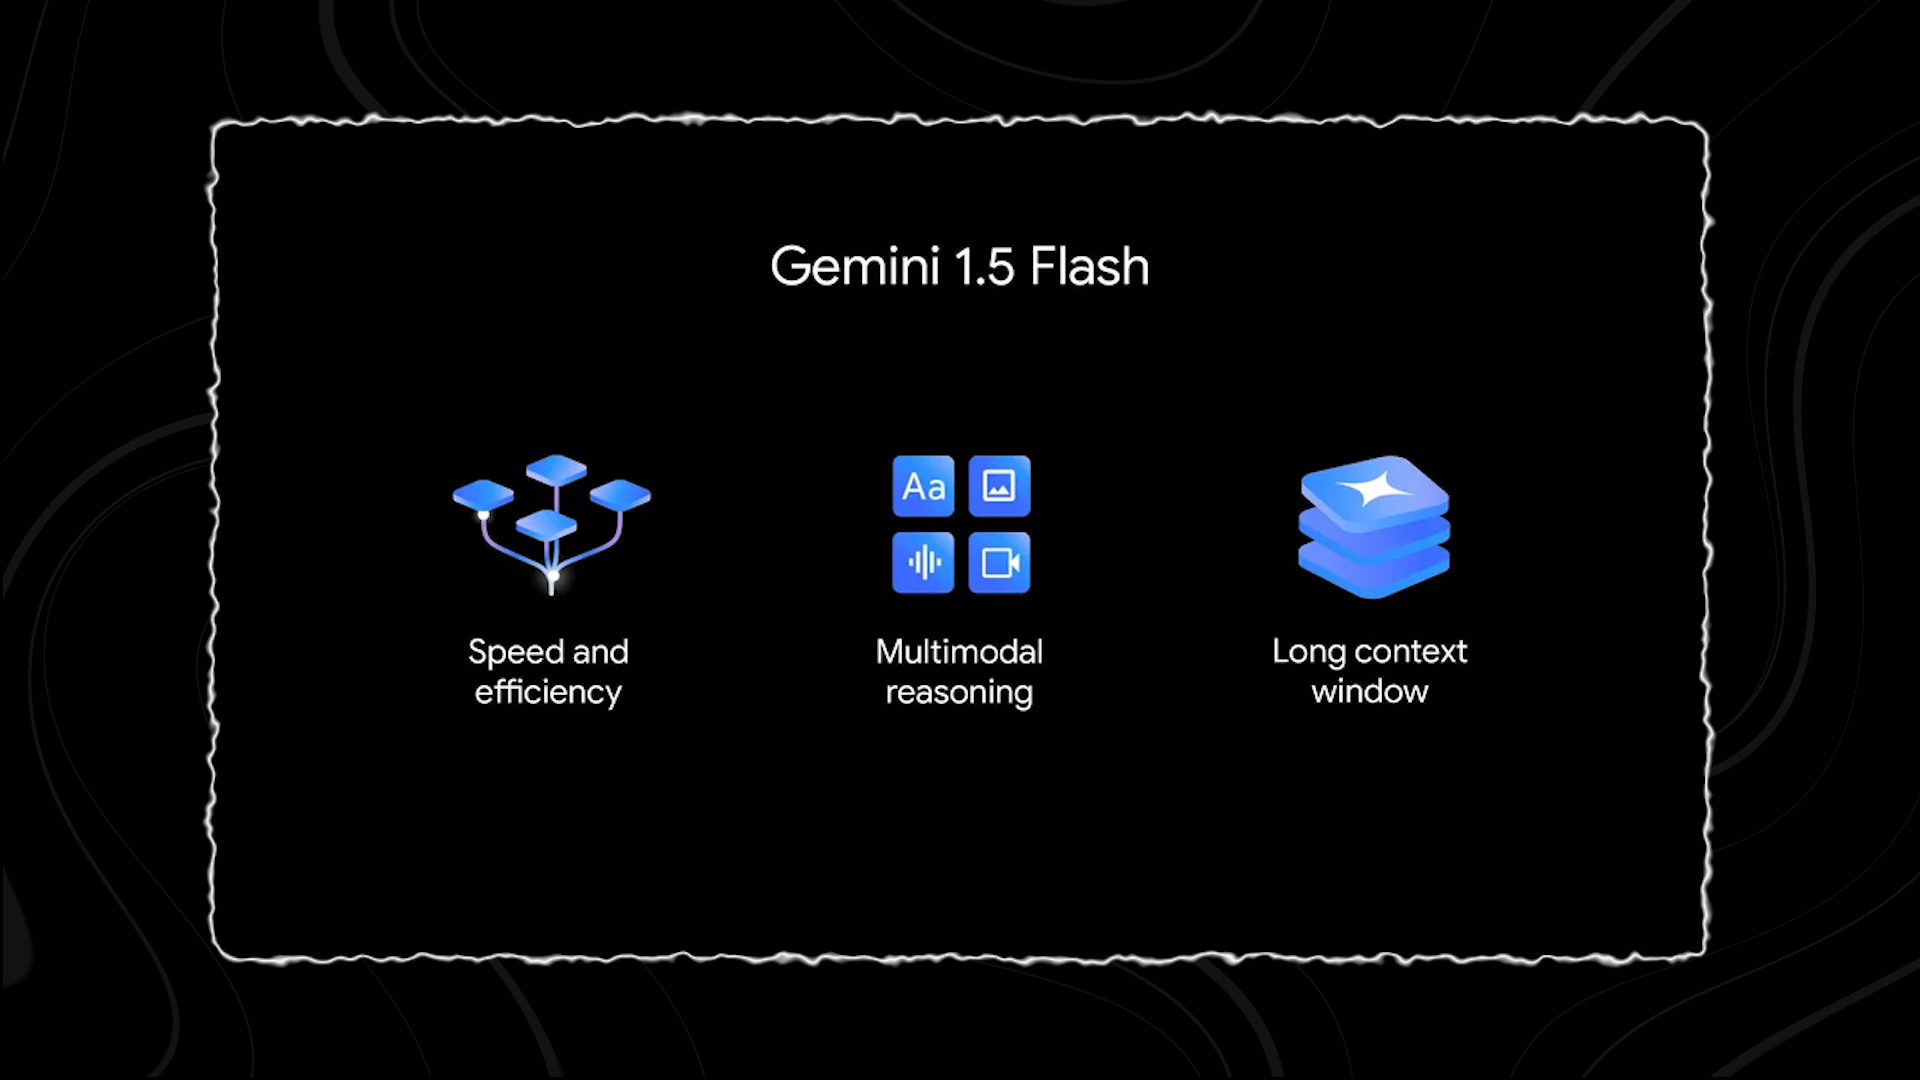 Gemini 1.5 Flash
Aa
Speed and
efficiency
Multimodal
reasoning
Long context
window